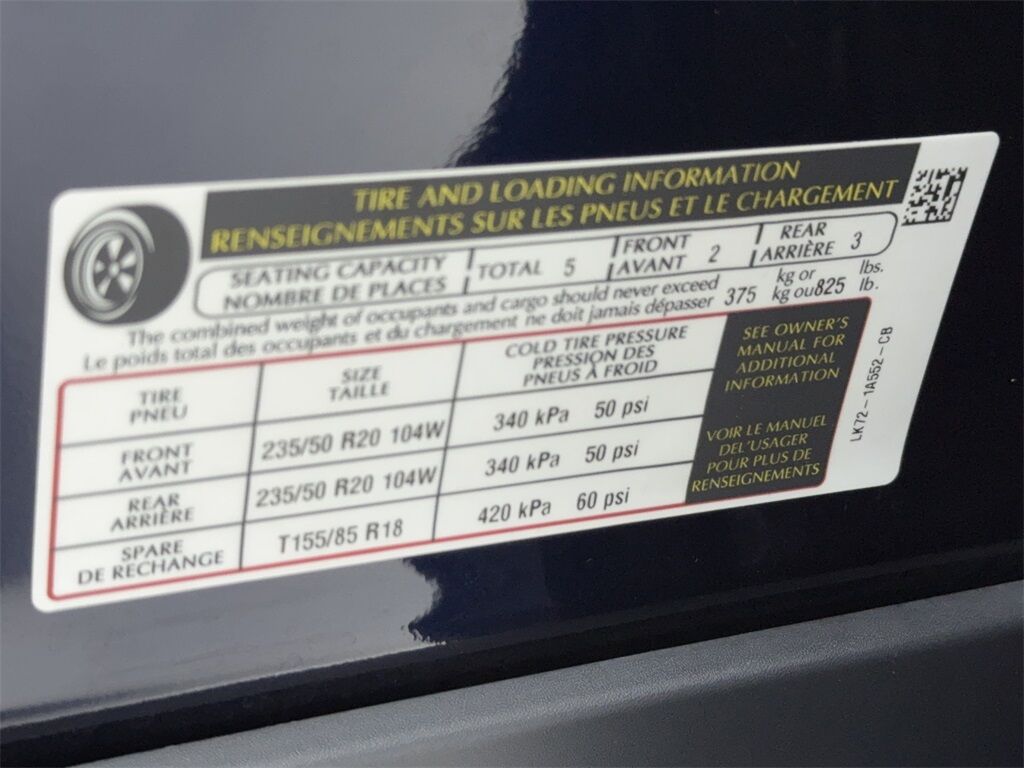 TIRE AND LOADING INFORMATION
RENSEIGNEMENTS SUR LES PNEUS ET LE CHARGEMENT
SEATING CAPACITY
NOMBRE DE PLACES
TOTAL 5
FRONT
AVANT 2
REAR
ARRIÈRE 3
The combined weight of occupants and cargo should never exceed 375 kg or 825 lbs.
Le poids total des occupants et du chargement ne doit jamais dépasser kg ou lb.
TIRE
PNEU
SIZE
TAILLE
COLD TIRE PRESSURE
PRESSION DES
PNEUS À FROID
FRONT
AVANT
235/50 R20 104W
340 kPa 50 psi
REAR
ARRIÈRE
235/50 R20 104W
340 kPa 50 psi
SPARE
DE RECHANGE
T155/85 R18
420 kPa 60 psi
SEE OWNER'S
MANUAL FOR
ADDITIONAL
INFORMATION
VOIR LE MANUEL
DEL'USAGER
POUR PLUS DE
RENSEIGNEMENTS
LK72-1A552-CB